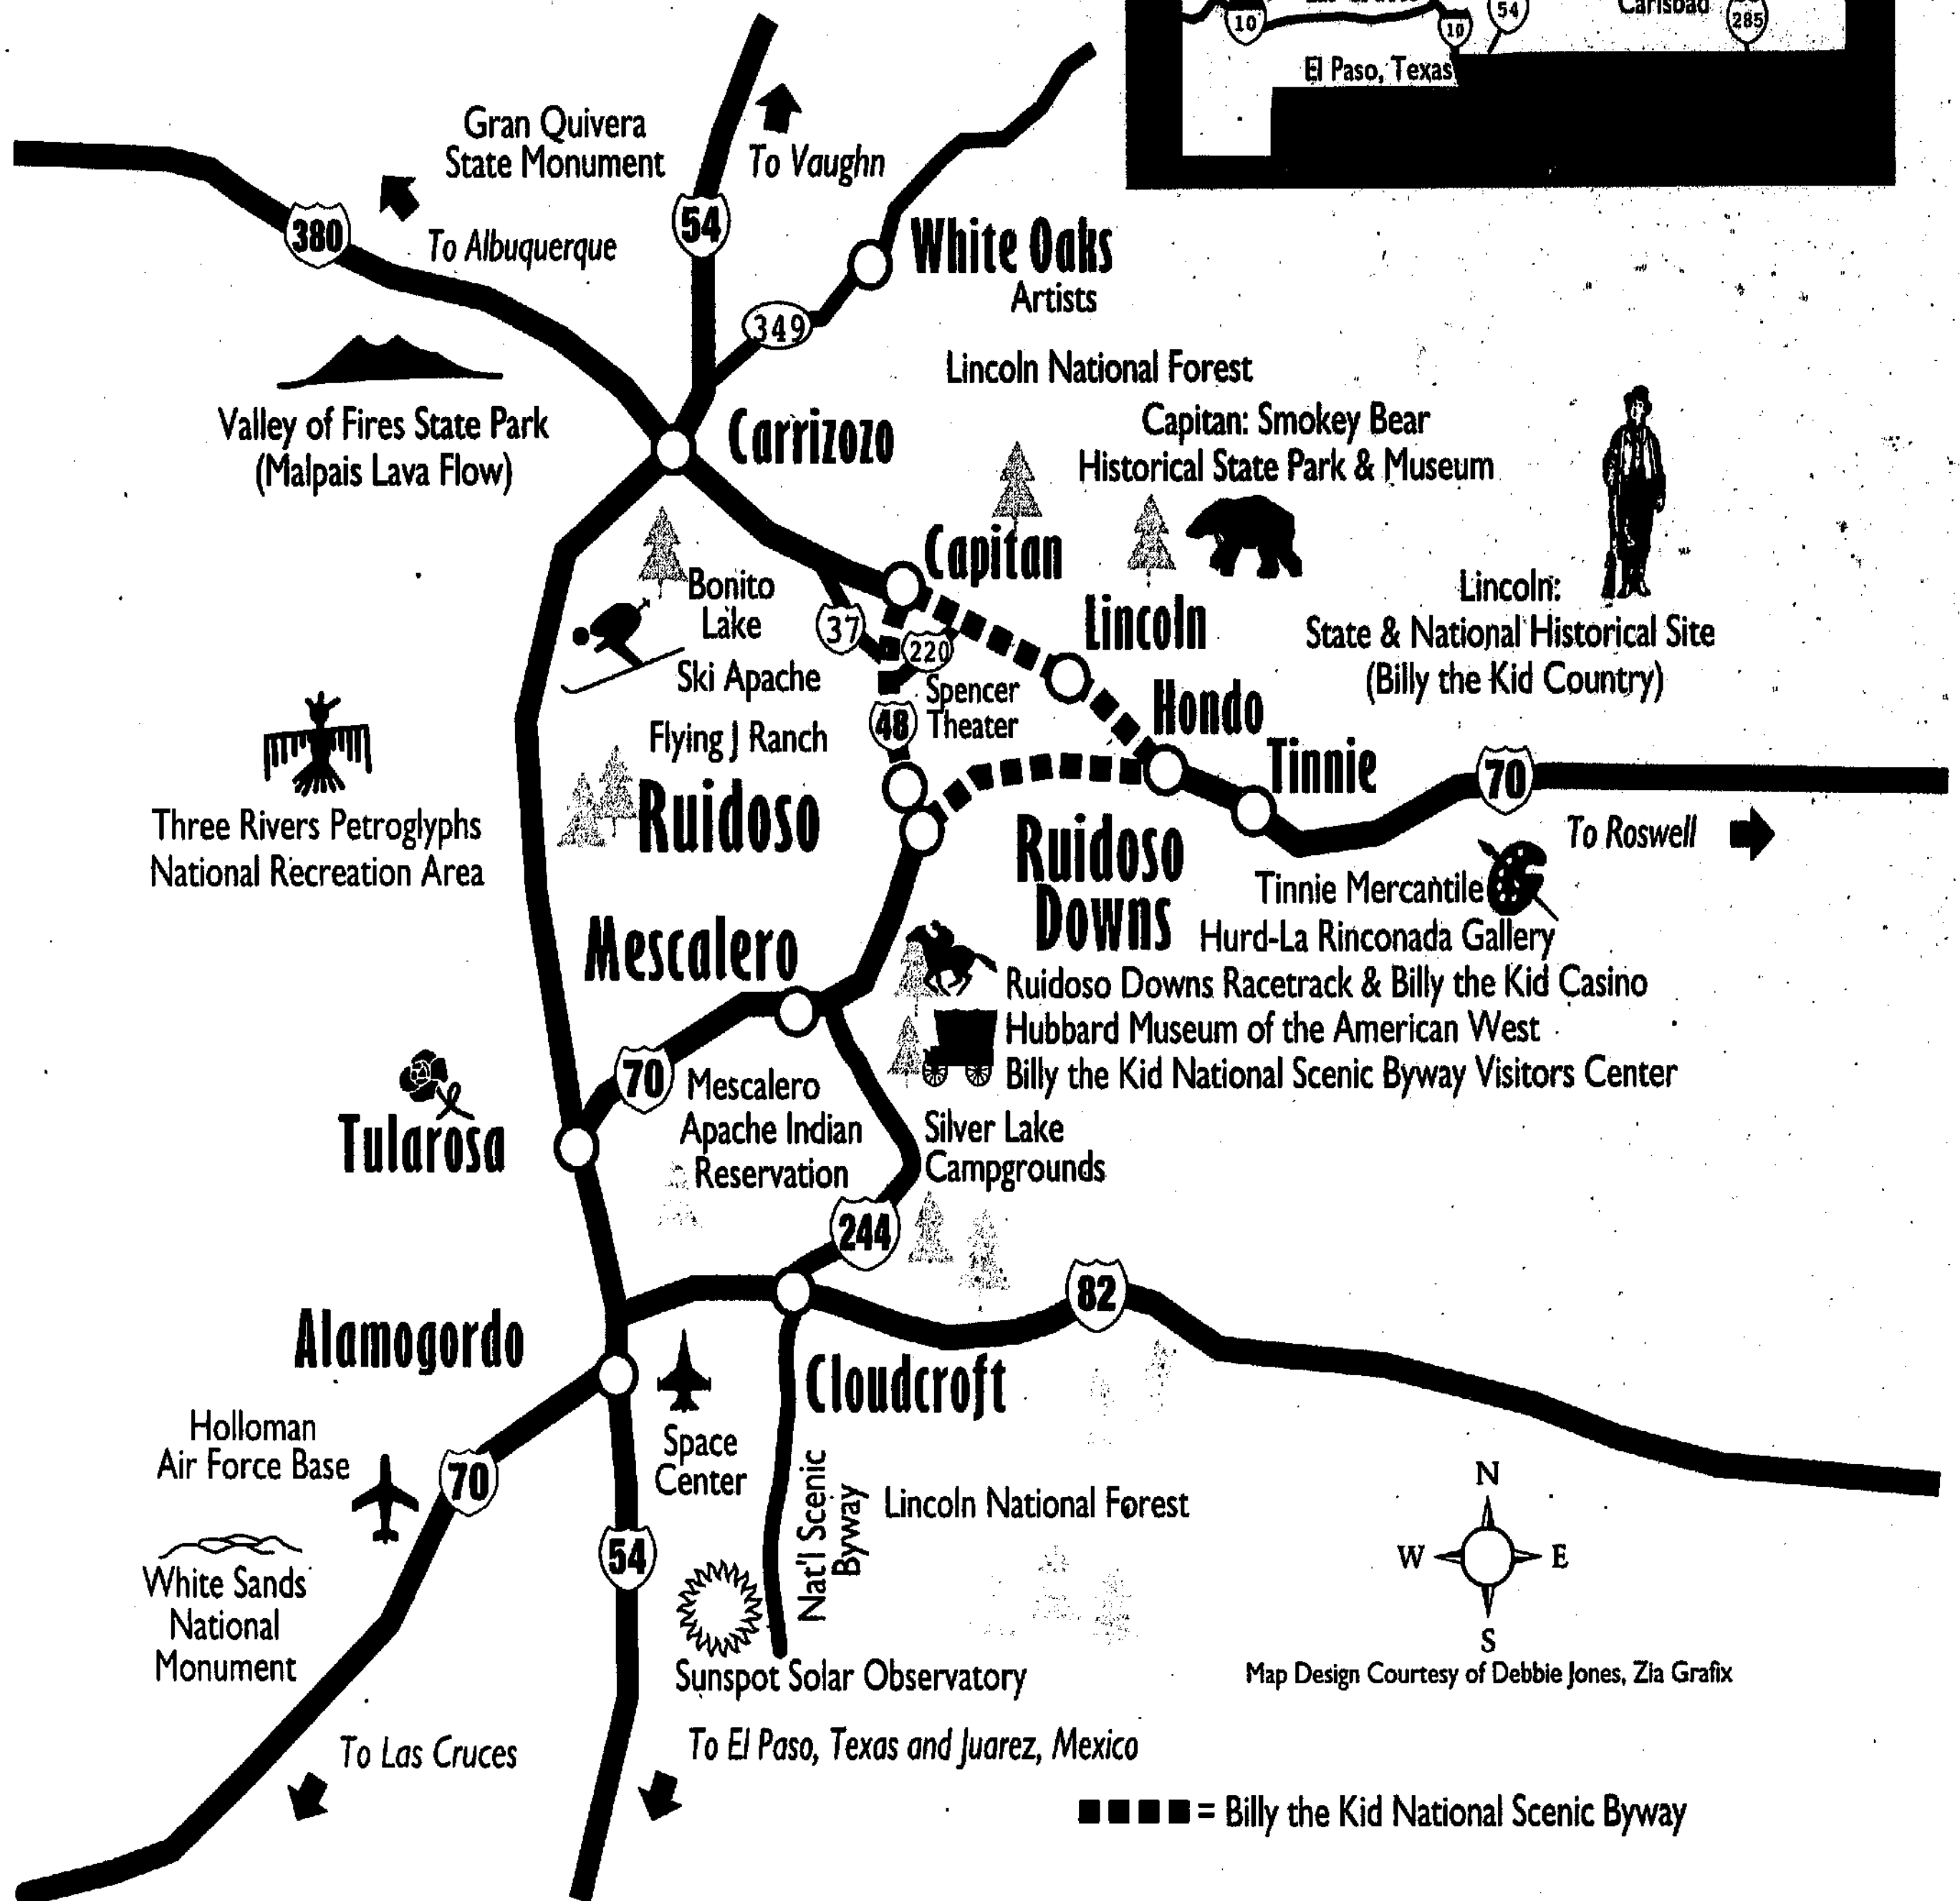 10
10
54
Carlsbad
285
El Paso, Texas
Gran Quivera
State Monument
To Vaughn
380
To Albuquerque
54
White Oaks
Artists
349
Lincoln National Forest
Valley of Fires State Park
(Malpais Lava Flow)
Carrizozo
Capitan: Smokey Bear
Historical State Park & Museum
Capitan
Bonito
Lake
37
220
Lincoln
Lincoln:
State & National Historical Site
(Billy the Kid Country)
Ski Apache
Spencer
Theater
48
Hondo
Flying J Ranch
Tinnie
70
Ruidoso
To Roswell
Three Rivers Petroglyphs
National Recreation Area
Ruidoso
Downs
Tinnie Mercantile
Hurd-La Rinconada Gallery
Mescalero
Ruidoso Downs Racetrack & Billy the Kid Casino
Hubbard Museum of the American West
Billy the Kid National Scenic Byway Visitors Center
70
Mescalero
Apache Indian
Reservation
Tularosa
Silver Lake
Campgrounds
244
82
Alamogordo
Cloudcroft
Holloman
Air Force Base
70
Space
Center
Nat'l Scenic
Byway
Lincoln National Forest
N
W
E
S
54
White Sands
National
Monument
Sunspot Solar Observatory
Map Design Courtesy of Debbie Jones, Zia Grafix
To Las Cruces
To El Paso, Texas and Juarez, Mexico
= Billy the Kid National Scenic Byway